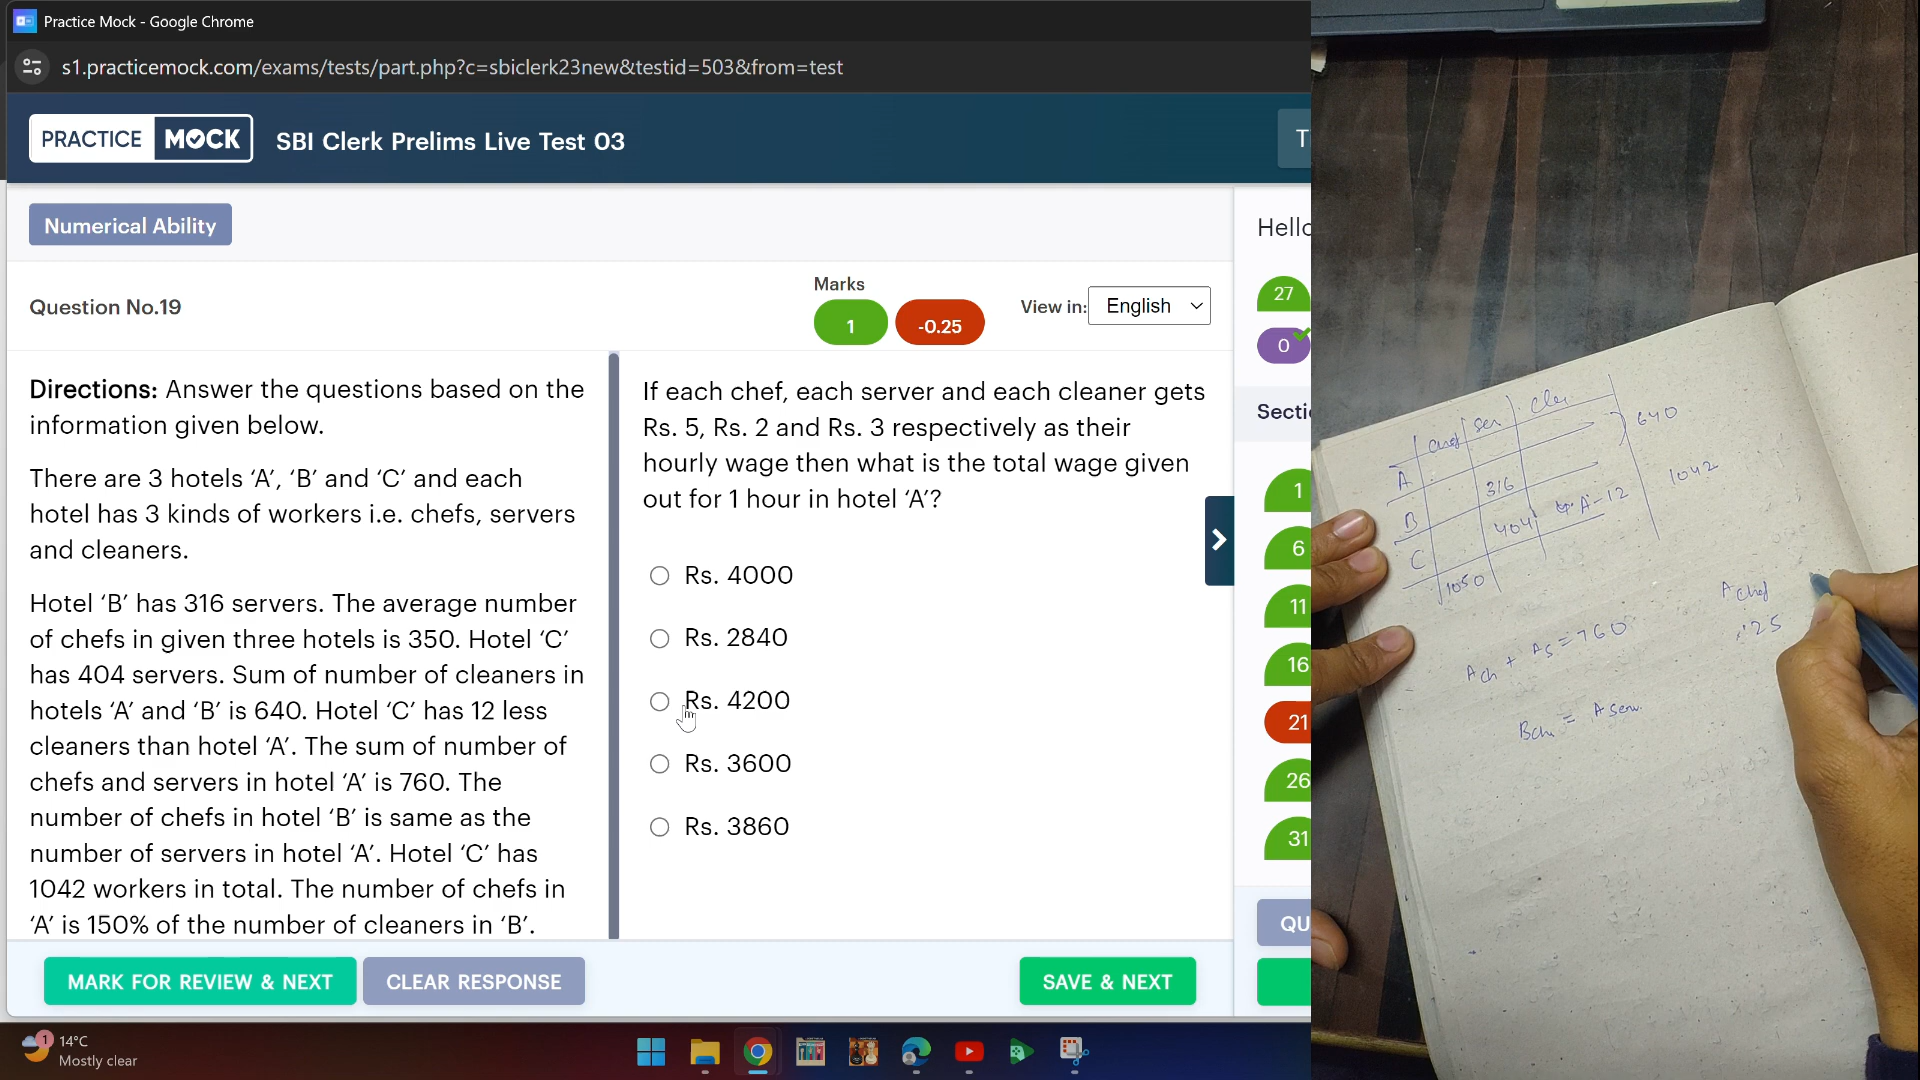 Practice Mock - Google Chrome
s1.practicemock.com/exams/tests/part.php?c=sbiclerk23new&testid=503&from=test
PRACTICE MOCK
SBI Clerk Prelims Live Test 03
T
Numerical Ability
Hello
Question No.19
Marks
1
-0.25
View in:
English
27
0
Directions: Answer the questions based on the
information given below.
There are 3 hotels ‘A’, ‘B’ and ‘C’ and each
hotel has 3 kinds of workers i.e. chefs, servers
and cleaners.
Hotel ‘B’ has 316 servers. The average number
of chefs in given three hotels is 350. Hotel ‘C’
has 404 servers. Sum of number of cleaners in
hotels ‘A’ and ‘B’ is 640. Hotel ‘C’ has 12 less
cleaners than hotel ‘A’. The sum of number of
chefs and servers in hotel ‘A’ is 760. The
number of chefs in hotel ‘B’ is same as the
number of servers in hotel ‘A’. Hotel ‘C’ has
1042 workers in total. The number of chefs in
‘A’ is 150% of the number of cleaners in ‘B’.
If each chef, each server and each cleaner gets
Rs. 5, Rs. 2 and Rs. 3 respectively as their
hourly wage then what is the total wage given
out for 1 hour in hotel ‘A’?
Rs. 4000
Rs. 2840
Rs. 4200
Rs. 3600
Rs. 3860
Secti
1
6
11
16
21
26
31
QU
MARK FOR REVIEW & NEXT
CLEAR RESPONSE
SAVE & NEXT
1
14°C
Mostly clear
chef ser cle
A 640
B 316 1042
C 404 A-12
1050
A chef
Ach + As = 760
Bch = A serv.